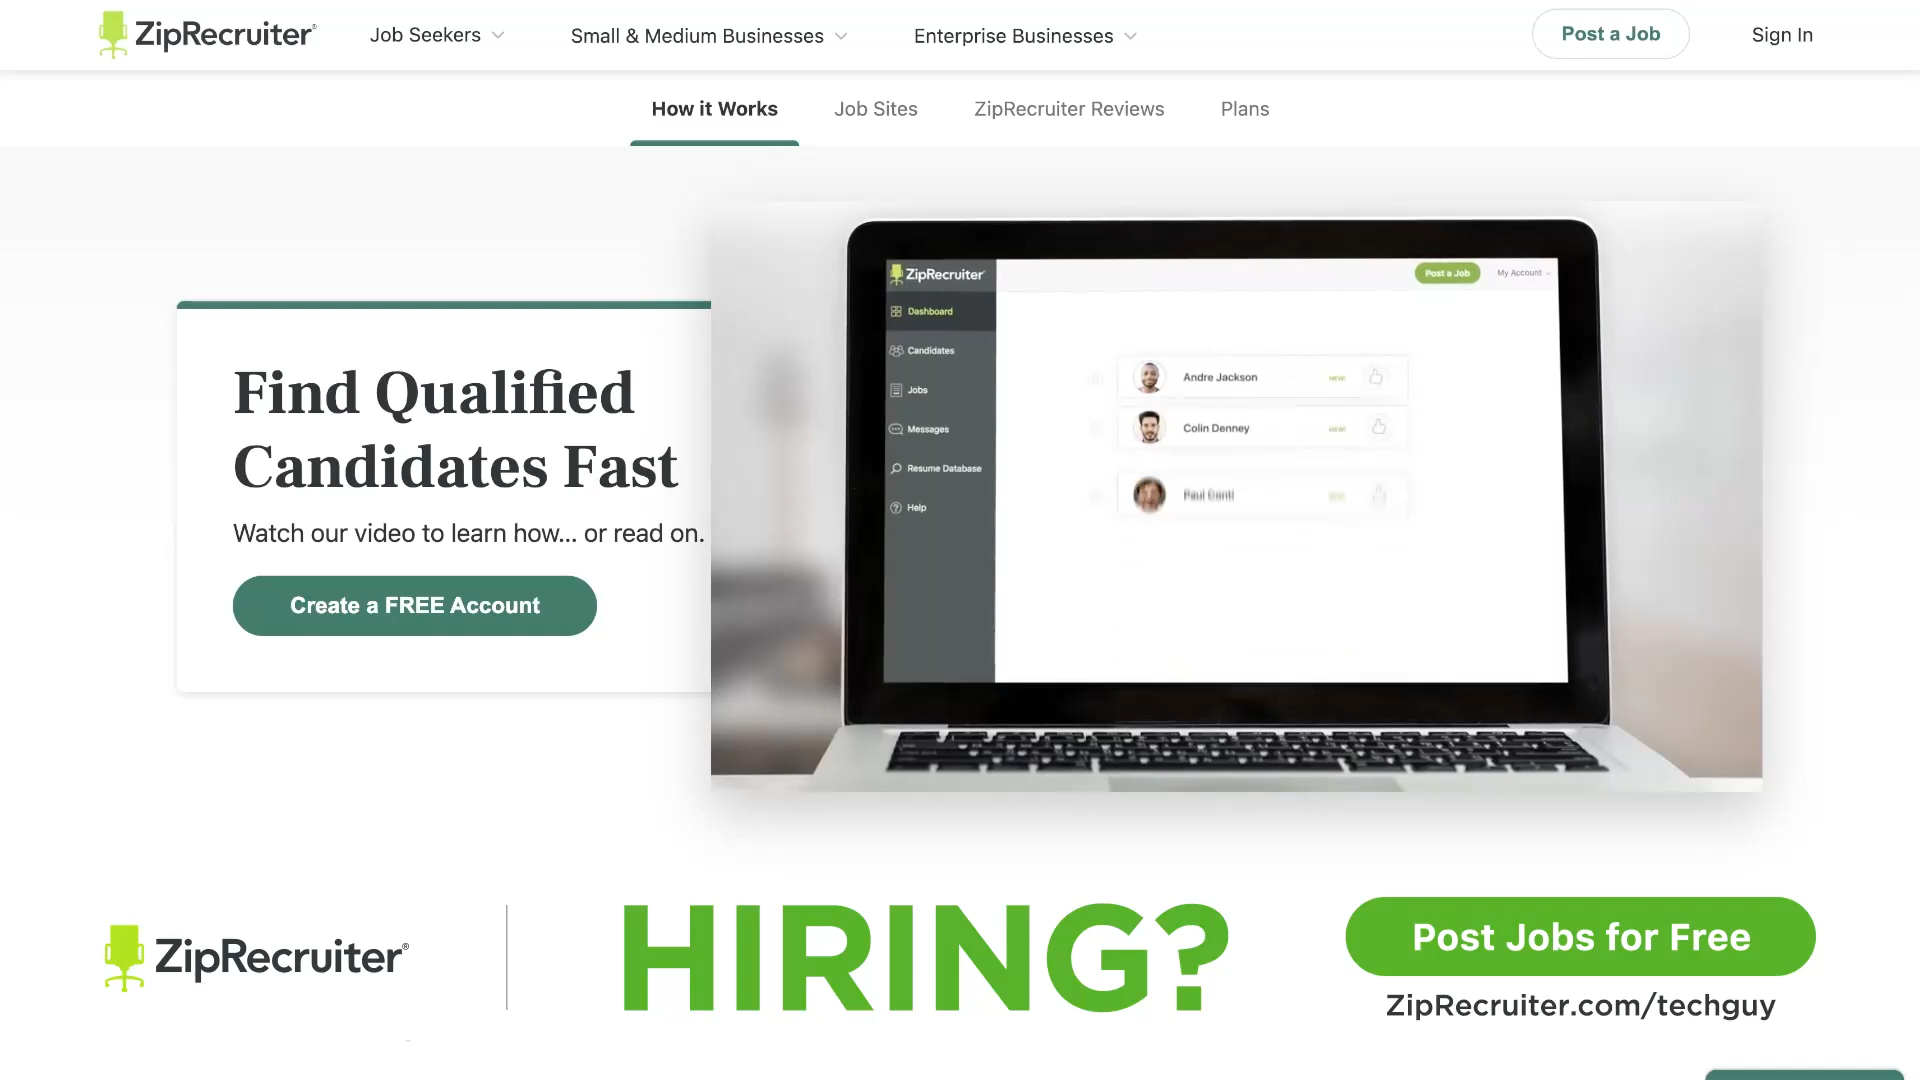 ZipRecruiter®
Job Seekers
Small & Medium Businesses
Enterprise Businesses
Post a Job
Sign In
How it Works
Job Sites
ZipRecruiter Reviews
Plans
Find Qualified
Candidates Fast
Watch our video to learn how... or read on.
Create a FREE Account
ZipRecruiter
Post a Job
My Account
Dashboard
Candidates
Jobs
Messages
Resume Database
Help
Andre Jackson
NEW!
Colin Denney
NEW!
Paul
ZipRecruiter®
HIRING?
Post Jobs for Free
ZipRecruiter.com/techguy